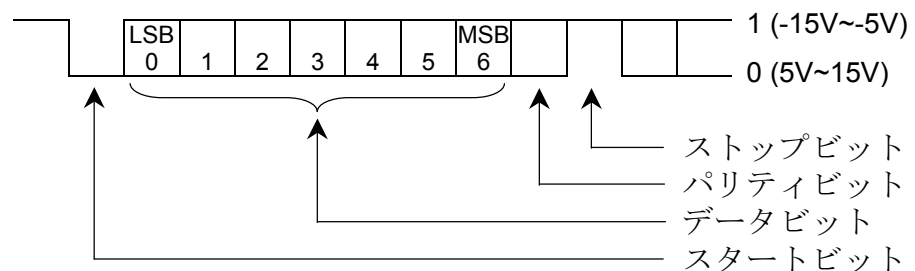 LSB MSB 1 (-15V~-5V)
0 1 2 3 4 5 6 0 (5V~15V)
ストップビット
パリティビット
データビット
スタートビット